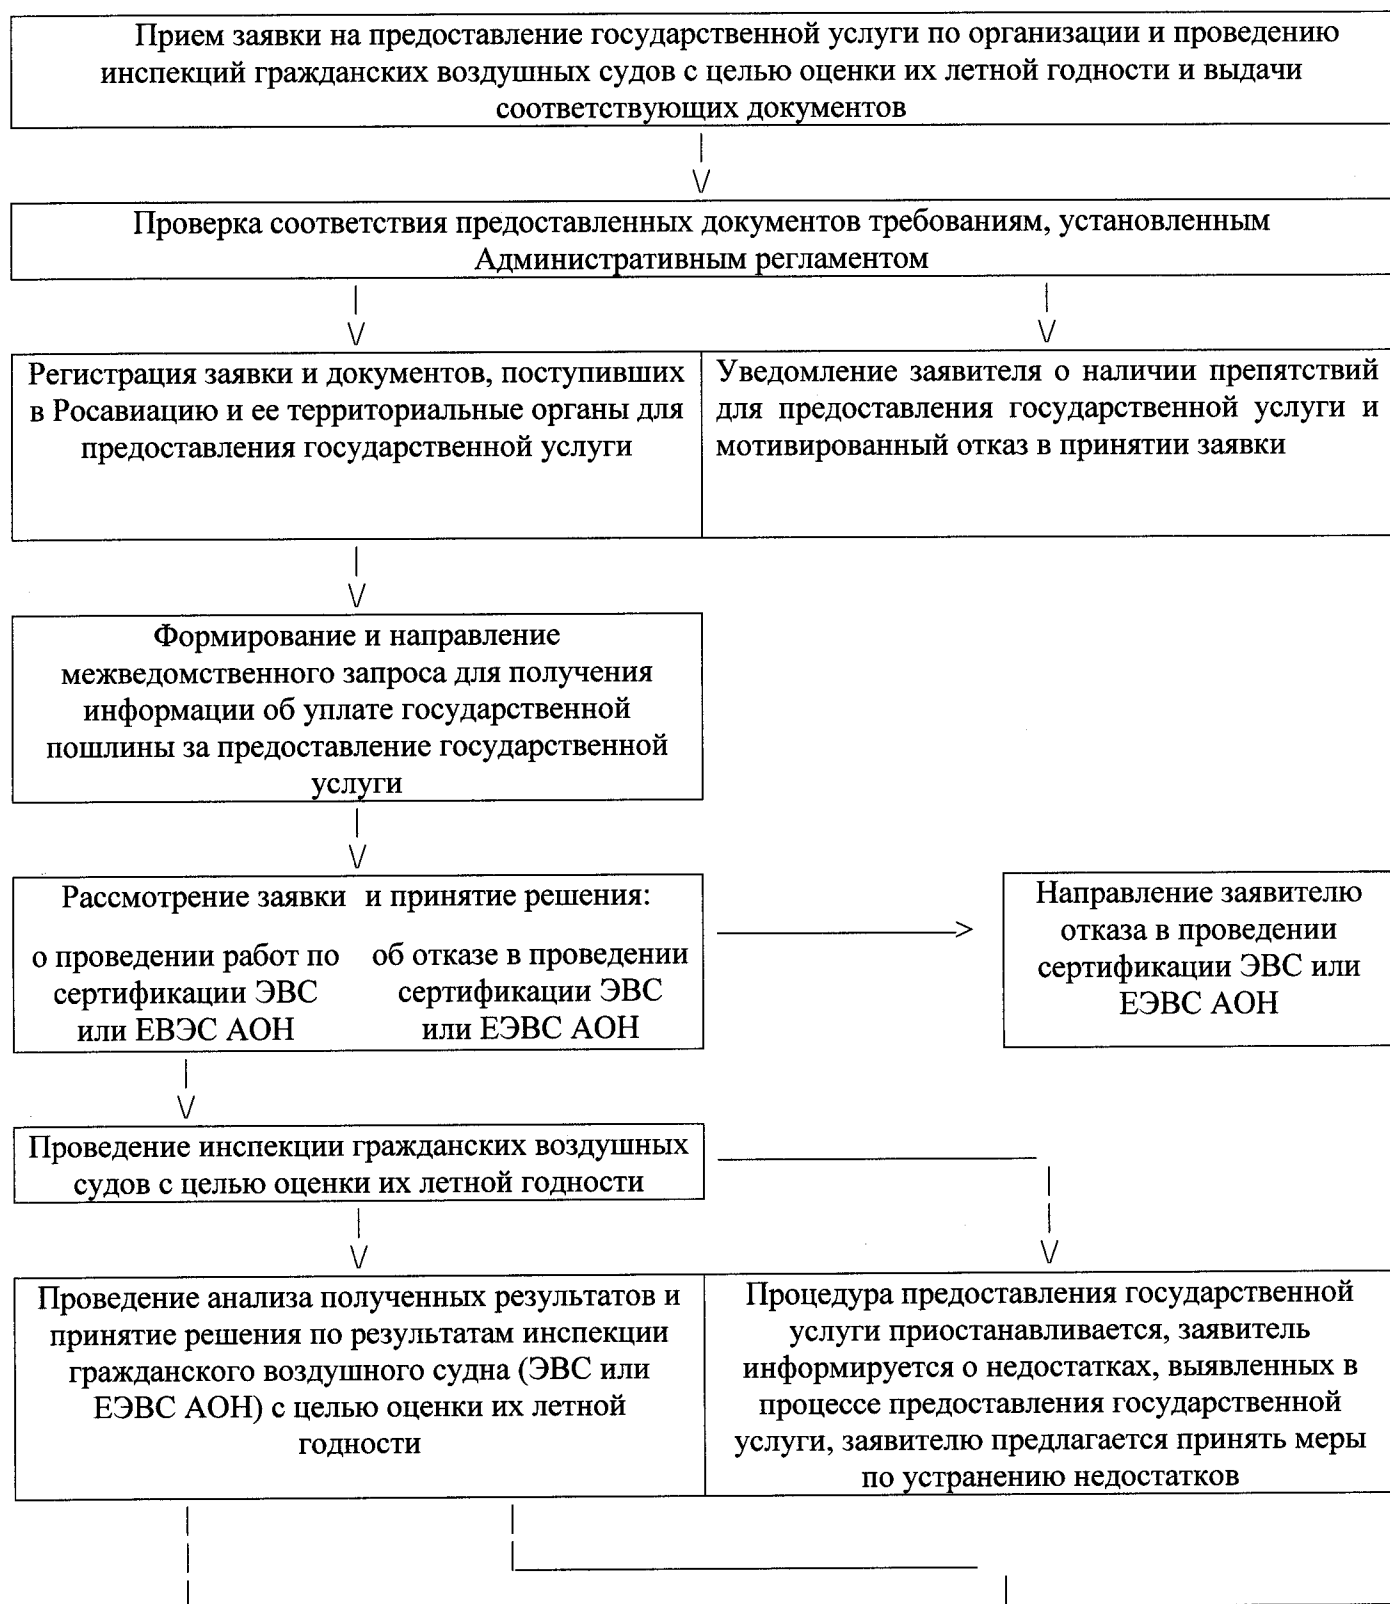 Прием заявки на предоставление государственной услуги по организации и проведению
инспекций гражданских воздушных судов с целью оценки их летной годности и выдачи
соответствующих документов
Проверка соответствия предоставленных документов требованиям, установленным
Административным регламентом
Регистрация заявки и документов, поступивших
в Росавиацию и ее территориальные органы для
предоставления государственной услуги
Уведомление заявителя о наличии препятствий
для предоставления государственной услуги и
мотивированный отказ в принятии заявки
Формирование и направление
межведомственного запроса для получения
информации об уплате государственной
пошлины за предоставление государственной
услуги
Рассмотрение заявки и принятие решения:
о проведении работ по
сертификации ЭВС
или ЕВЭС АОН
об отказе в проведении
сертификации ЭВС
или ЕЭВС АОН
Направление заявителю
отказа в проведении
сертификации ЭВС или
ЕЭВС АОН
Проведение инспекции гражданских воздушных
судов с целью оценки их летной годности
Проведение анализа полученных результатов и
принятие решения по результатам инспекции
гражданского воздушного судна (ЭВС или
ЕЭВС АОН) с целью оценки их летной
годности
Процедура предоставления государственной
услуги приостанавливается, заявитель
информируется о недостатках, выявленных в
процессе предоставления государственной
услуги, заявителю предлагается принять меры
по устранению недостатков